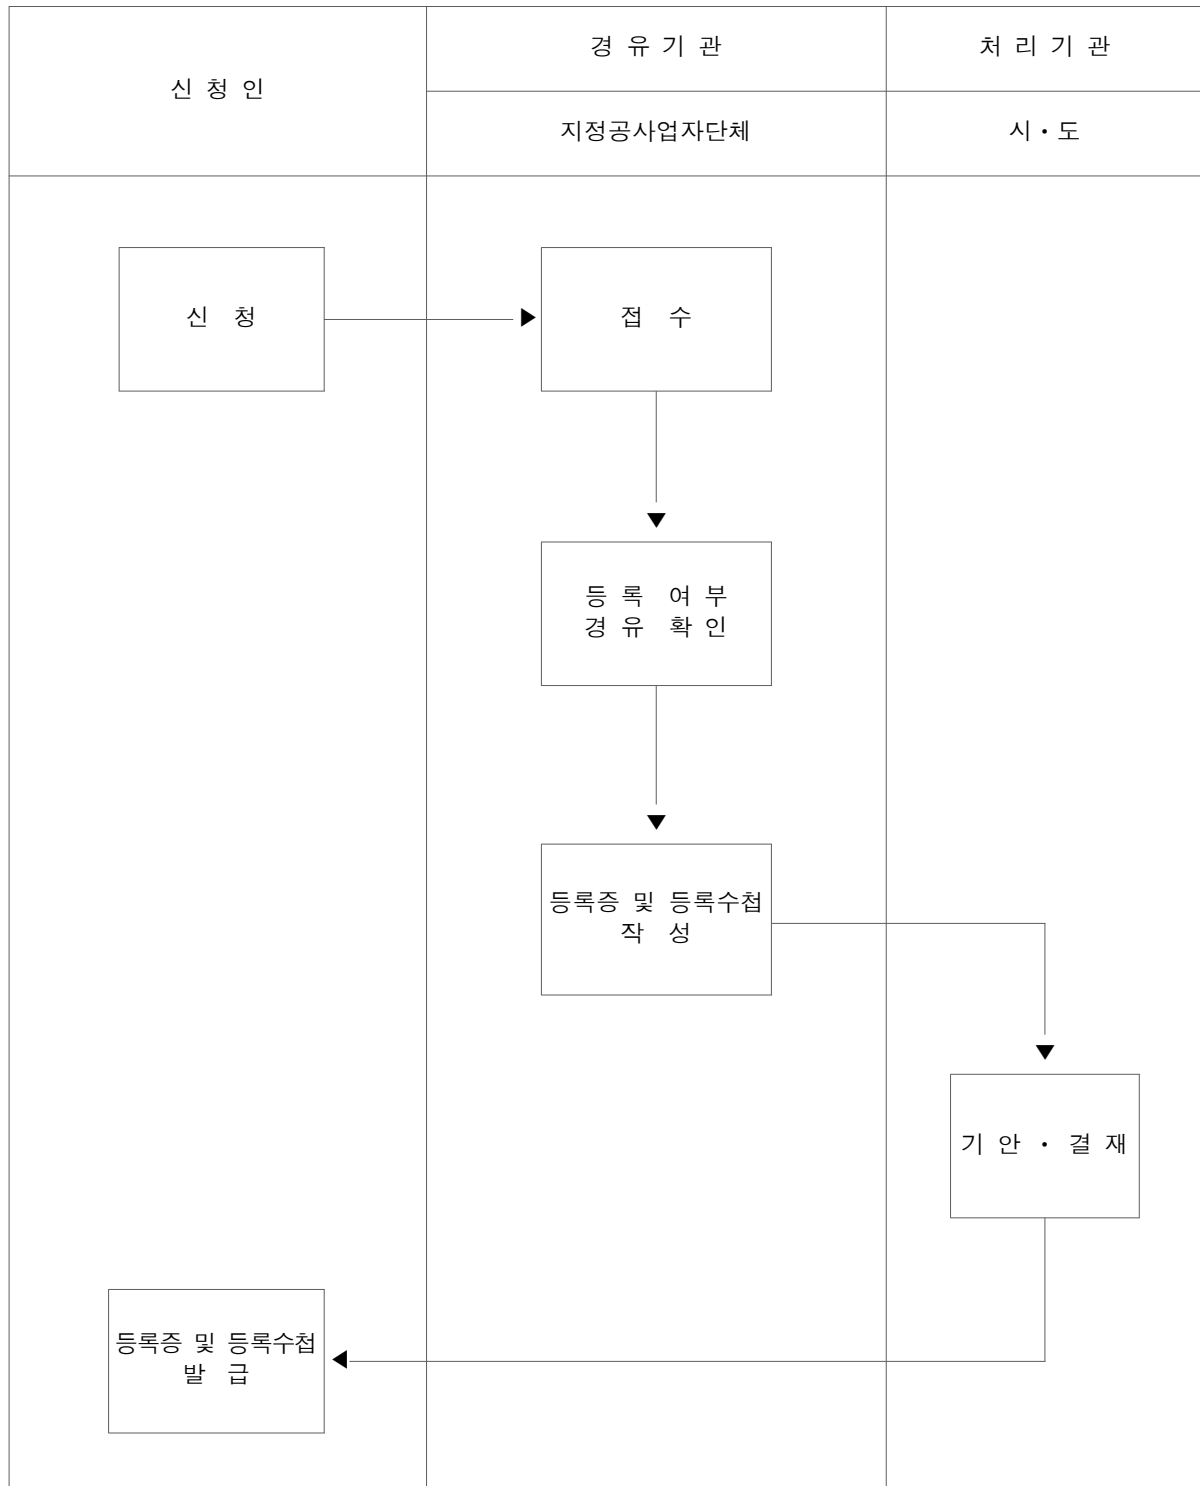 신 청 인
경 유 기 관
처 리 기 관
지정공사업자단체
시 · 도
신 청
접 수
등 록 여 부
경 유 확 인
등록증 및 등록수첩
작 성
기 안 · 결 재
등록증 및 등록수첩
발 급